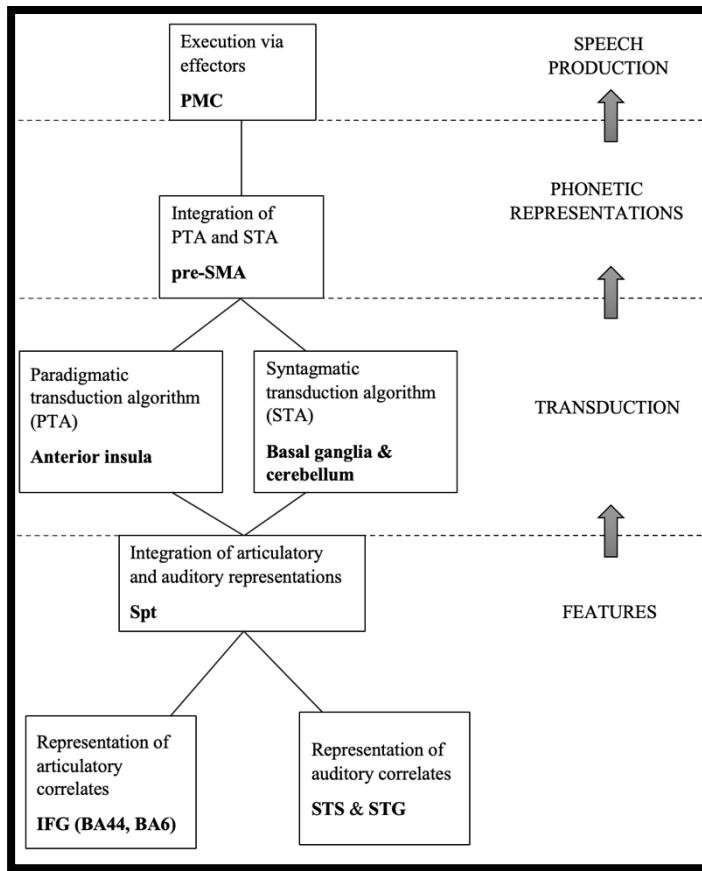 Execution via
effectors
PMC
SPEECH
PRODUCTION
Integration of
PTA and STA
pre-SMA
PHONETIC
REPRESENTATIONS
Paradigmatic
transduction algorithm
(PTA)
Anterior insula
Syntagmatic
transduction algorithm
(STA)
Basal ganglia &
cerebellum
TRANSDUCTION
Integration of articulatory
and auditory representations
Spt
FEATURES
Representation of
articulatory
correlates
IFG (BA44, BA6)
Representation of
auditory correlates
STS & STG